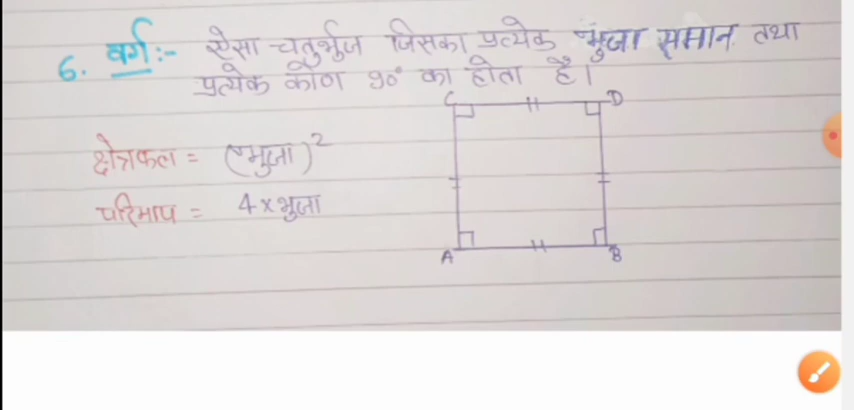 6. वर्ग:- ऐसा चतुर्भुज जिसका प्रत्येक भुजा समान तथा
प्रत्येक कोण 90° का होता है।
C D
क्षेत्रफल = (भुजा)²
परिमाप = 4×भुजा
A B